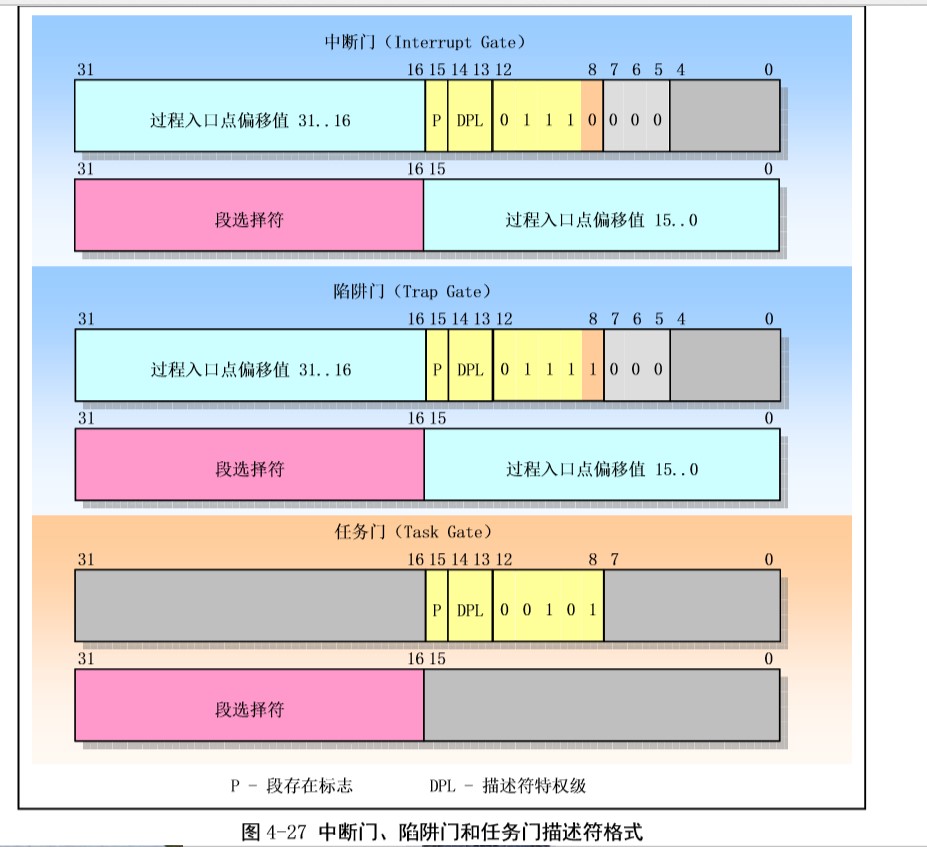 中断门（Interrupt Gate）
31 16 15 14 13 12 8 7 6 5 4 0
过程入口点偏移值 31..16 P DPL 0 1 1 1 0 0 0 0
31 16 15 0
段选择符 过程入口点偏移值 15..0
陷阱门（Trap Gate）
31 16 15 14 13 12 8 7 6 5 4 0
过程入口点偏移值 31..16 P DPL 0 1 1 1 1 0 0 0
31 16 15 0
段选择符 过程入口点偏移值 15..0
任务门（Task Gate）
31 16 15 14 13 12 8 7 0
P DPL 0 0 1 0 1
31 16 15 0
段选择符
P - 段存在标志 DPL - 描述符特权级
图 4-27 中断门、陷阱门和任务门描述符格式